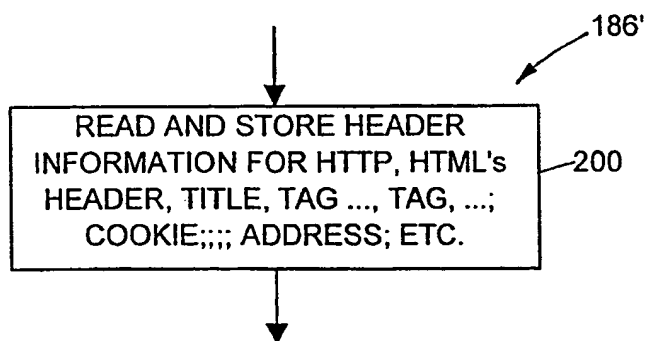 186'
READ AND STORE HEADER
INFORMATION FOR HTTP, HTML's
HEADER, TITLE, TAG ..., TAG, ...;
COOKIE;;;; ADDRESS; ETC.
200